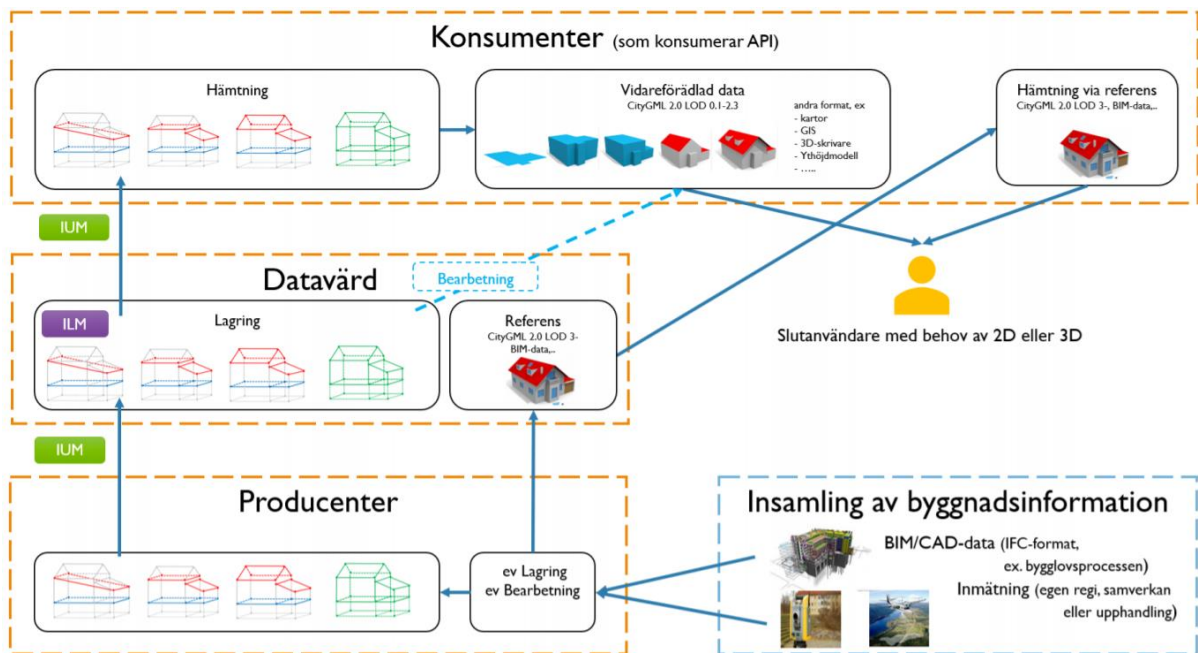 Konsumenter (som konsumerar API)
Hämtning
Vidareförädlad data
CityGML 2.0 LOD 0.1-2.3
andra format, ex
- kartor
- GIS
- 3D-skrivare
- Ythöjdmodell
- .....
Hämtning via referens
CityGML 2.0 LOD 3-, BIM-data,..
IUM
Datavärd
Bearbetning
ILM
Lagring
Referens
CityGML 2.0 LOD 3-
BIM-data,..
Slutanvändare med behov av 2D eller 3D
IUM
Producenter
ev Lagring
ev Bearbetning
Insamling av byggnadsinformation
BIM/CAD-data (IFC-format,
ex. bygglovsprocessen)
Inmätning (egen regi, samverkan
eller upphandling)